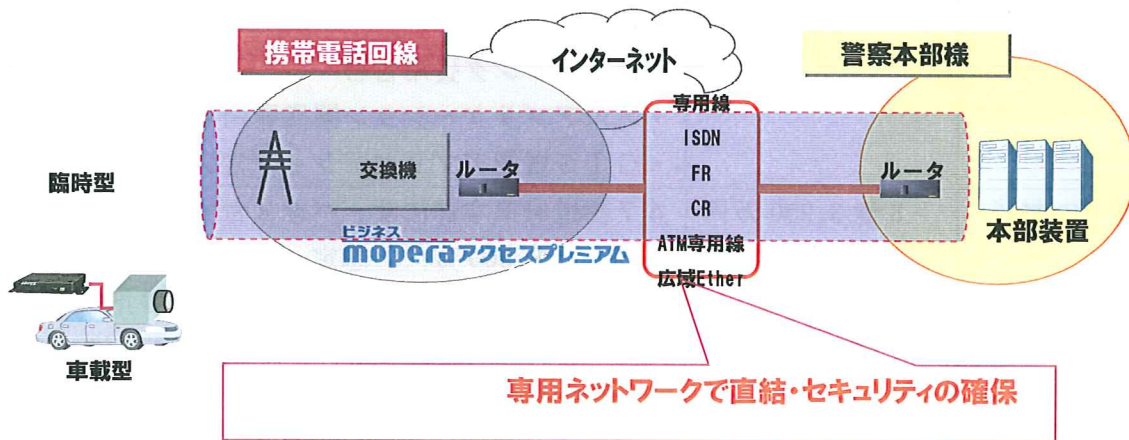 携帯電話回線
インターネット
警察本部様
専用線
ISDN
FR
CR
ATM専用線
広域Ether
臨時型
交換機
ルータ
ルータ
本部装置
ビジネス
moperaアクセスプレミアム
車載型
専用ネットワークで直結・セキュリティの確保